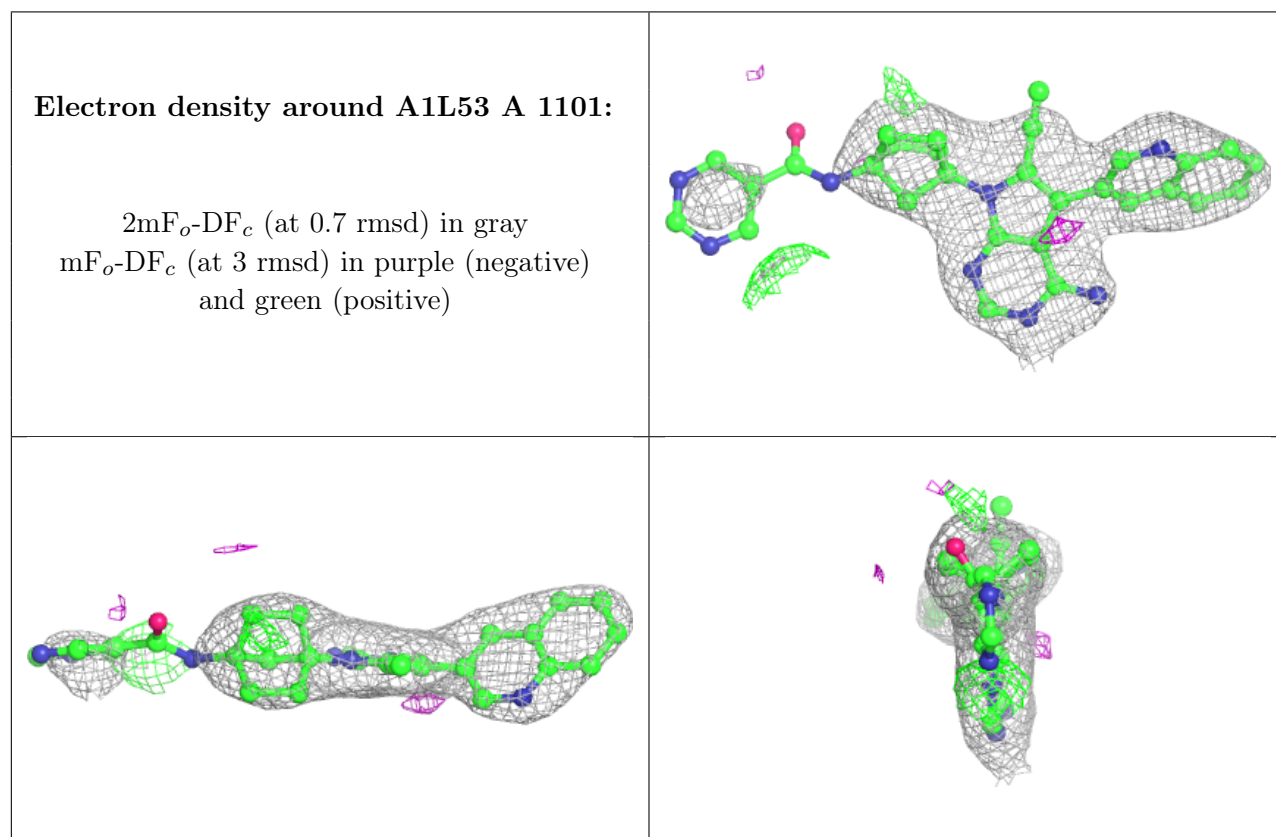 Electron density around A1L53 A 1101:
2mFₒ-DF𝒸 (at 0.7 rmsd) in gray
mFₒ-DF𝒸 (at 3 rmsd) in purple (negative)
and green (positive)